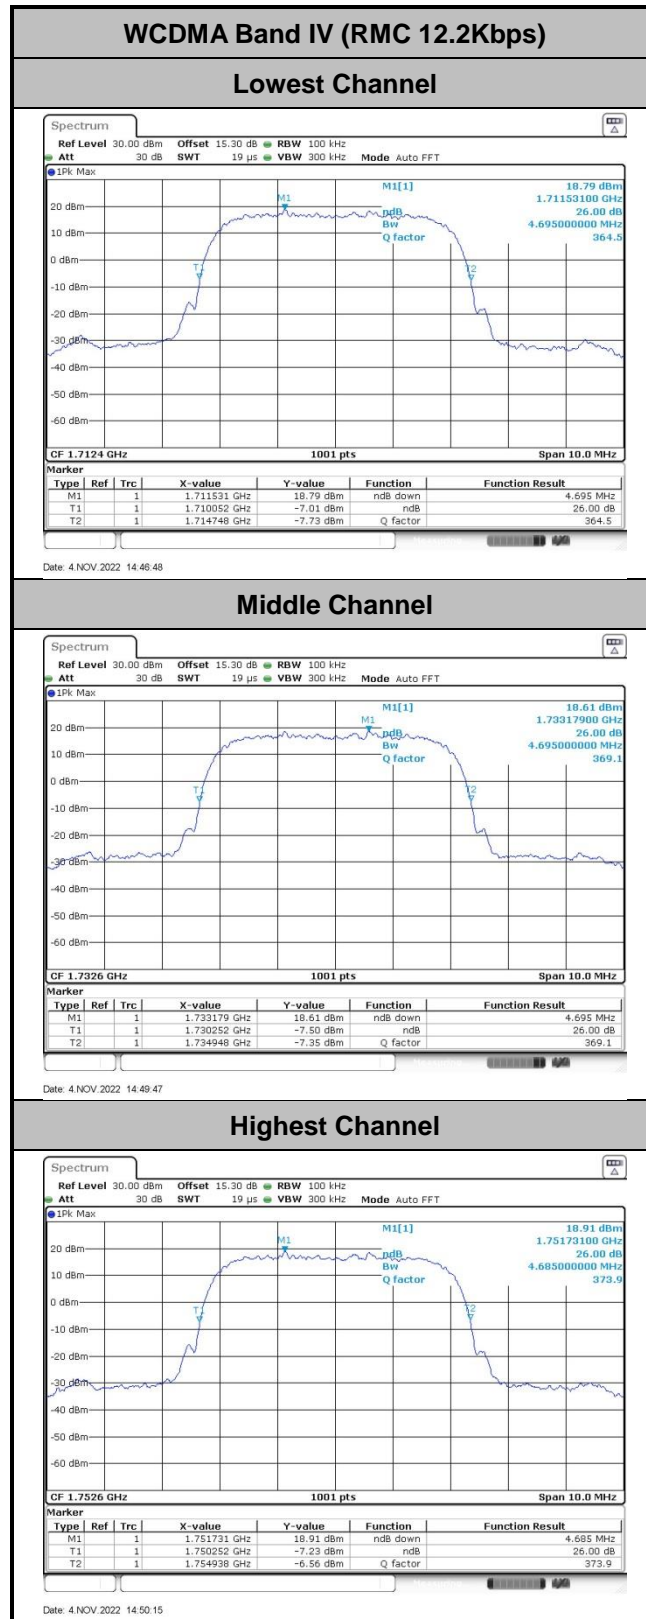 WCDMA Band IV (RMC 12.2Kbps)
Lowest Channel
Spectrum
Ref Level 30.00 dBm Offset 15.30 dB RBW 100 kHz
Att 30 dB SWT 19 µs VBW 300 kHz Mode Auto FFT
1Pk Max
M1[1] 18.79 dBm
1.71153100 GHz
M1
20 dBm
ndB 26.00 dB
Bw 4.695000000 MHz
10 dBm
Q factor 364.5
0 dBm
T1
T2
-10 dBm
-20 dBm
-30 dBm
-40 dBm
-50 dBm
-60 dBm
CF 1.7124 GHz 1001 pts Span 10.0 MHz
Marker
Type Ref Trc X-value Y-value Function Function Result
M1 1 1.711531 GHz 18.79 dBm ndB down 4.695 MHz
T1 1 1.710052 GHz -7.01 dBm ndB 26.00 dB
T2 1 1.714748 GHz -7.73 dBm Q factor 364.5
Date: 4.NOV.2022 14:46:48
Middle Channel
Spectrum
Ref Level 30.00 dBm Offset 15.30 dB RBW 100 kHz
Att 30 dB SWT 19 µs VBW 300 kHz Mode Auto FFT
1Pk Max
M1[1] 18.61 dBm
1.73317900 GHz
M1
20 dBm
ndB 26.00 dB
Bw 4.695000000 MHz
10 dBm
Q factor 369.1
0 dBm
T1
T2
-10 dBm
-20 dBm
-30 dBm
-40 dBm
-50 dBm
-60 dBm
CF 1.7326 GHz 1001 pts Span 10.0 MHz
Marker
Type Ref Trc X-value Y-value Function Function Result
M1 1 1.733179 GHz 18.61 dBm ndB down 4.695 MHz
T1 1 1.730252 GHz -7.50 dBm ndB 26.00 dB
T2 1 1.734948 GHz -7.35 dBm Q factor 369.1
Date: 4.NOV.2022 14:49:47
Highest Channel
Spectrum
Ref Level 30.00 dBm Offset 15.30 dB RBW 100 kHz
Att 30 dB SWT 19 µs VBW 300 kHz Mode Auto FFT
1Pk Max
M1[1] 18.91 dBm
1.75173100 GHz
M1
20 dBm
ndB 26.00 dB
Bw 4.685000000 MHz
10 dBm
Q factor 373.9
0 dBm
T1
T2
-10 dBm
-20 dBm
-30 dBm
-40 dBm
-50 dBm
-60 dBm
CF 1.7526 GHz 1001 pts Span 10.0 MHz
Marker
Type Ref Trc X-value Y-value Function Function Result
M1 1 1.751731 GHz 18.91 dBm ndB down 4.685 MHz
T1 1 1.750252 GHz -7.23 dBm ndB 26.00 dB
T2 1 1.754938 GHz -6.56 dBm Q factor 373.9
Date: 4.NOV.2022 14:50:15